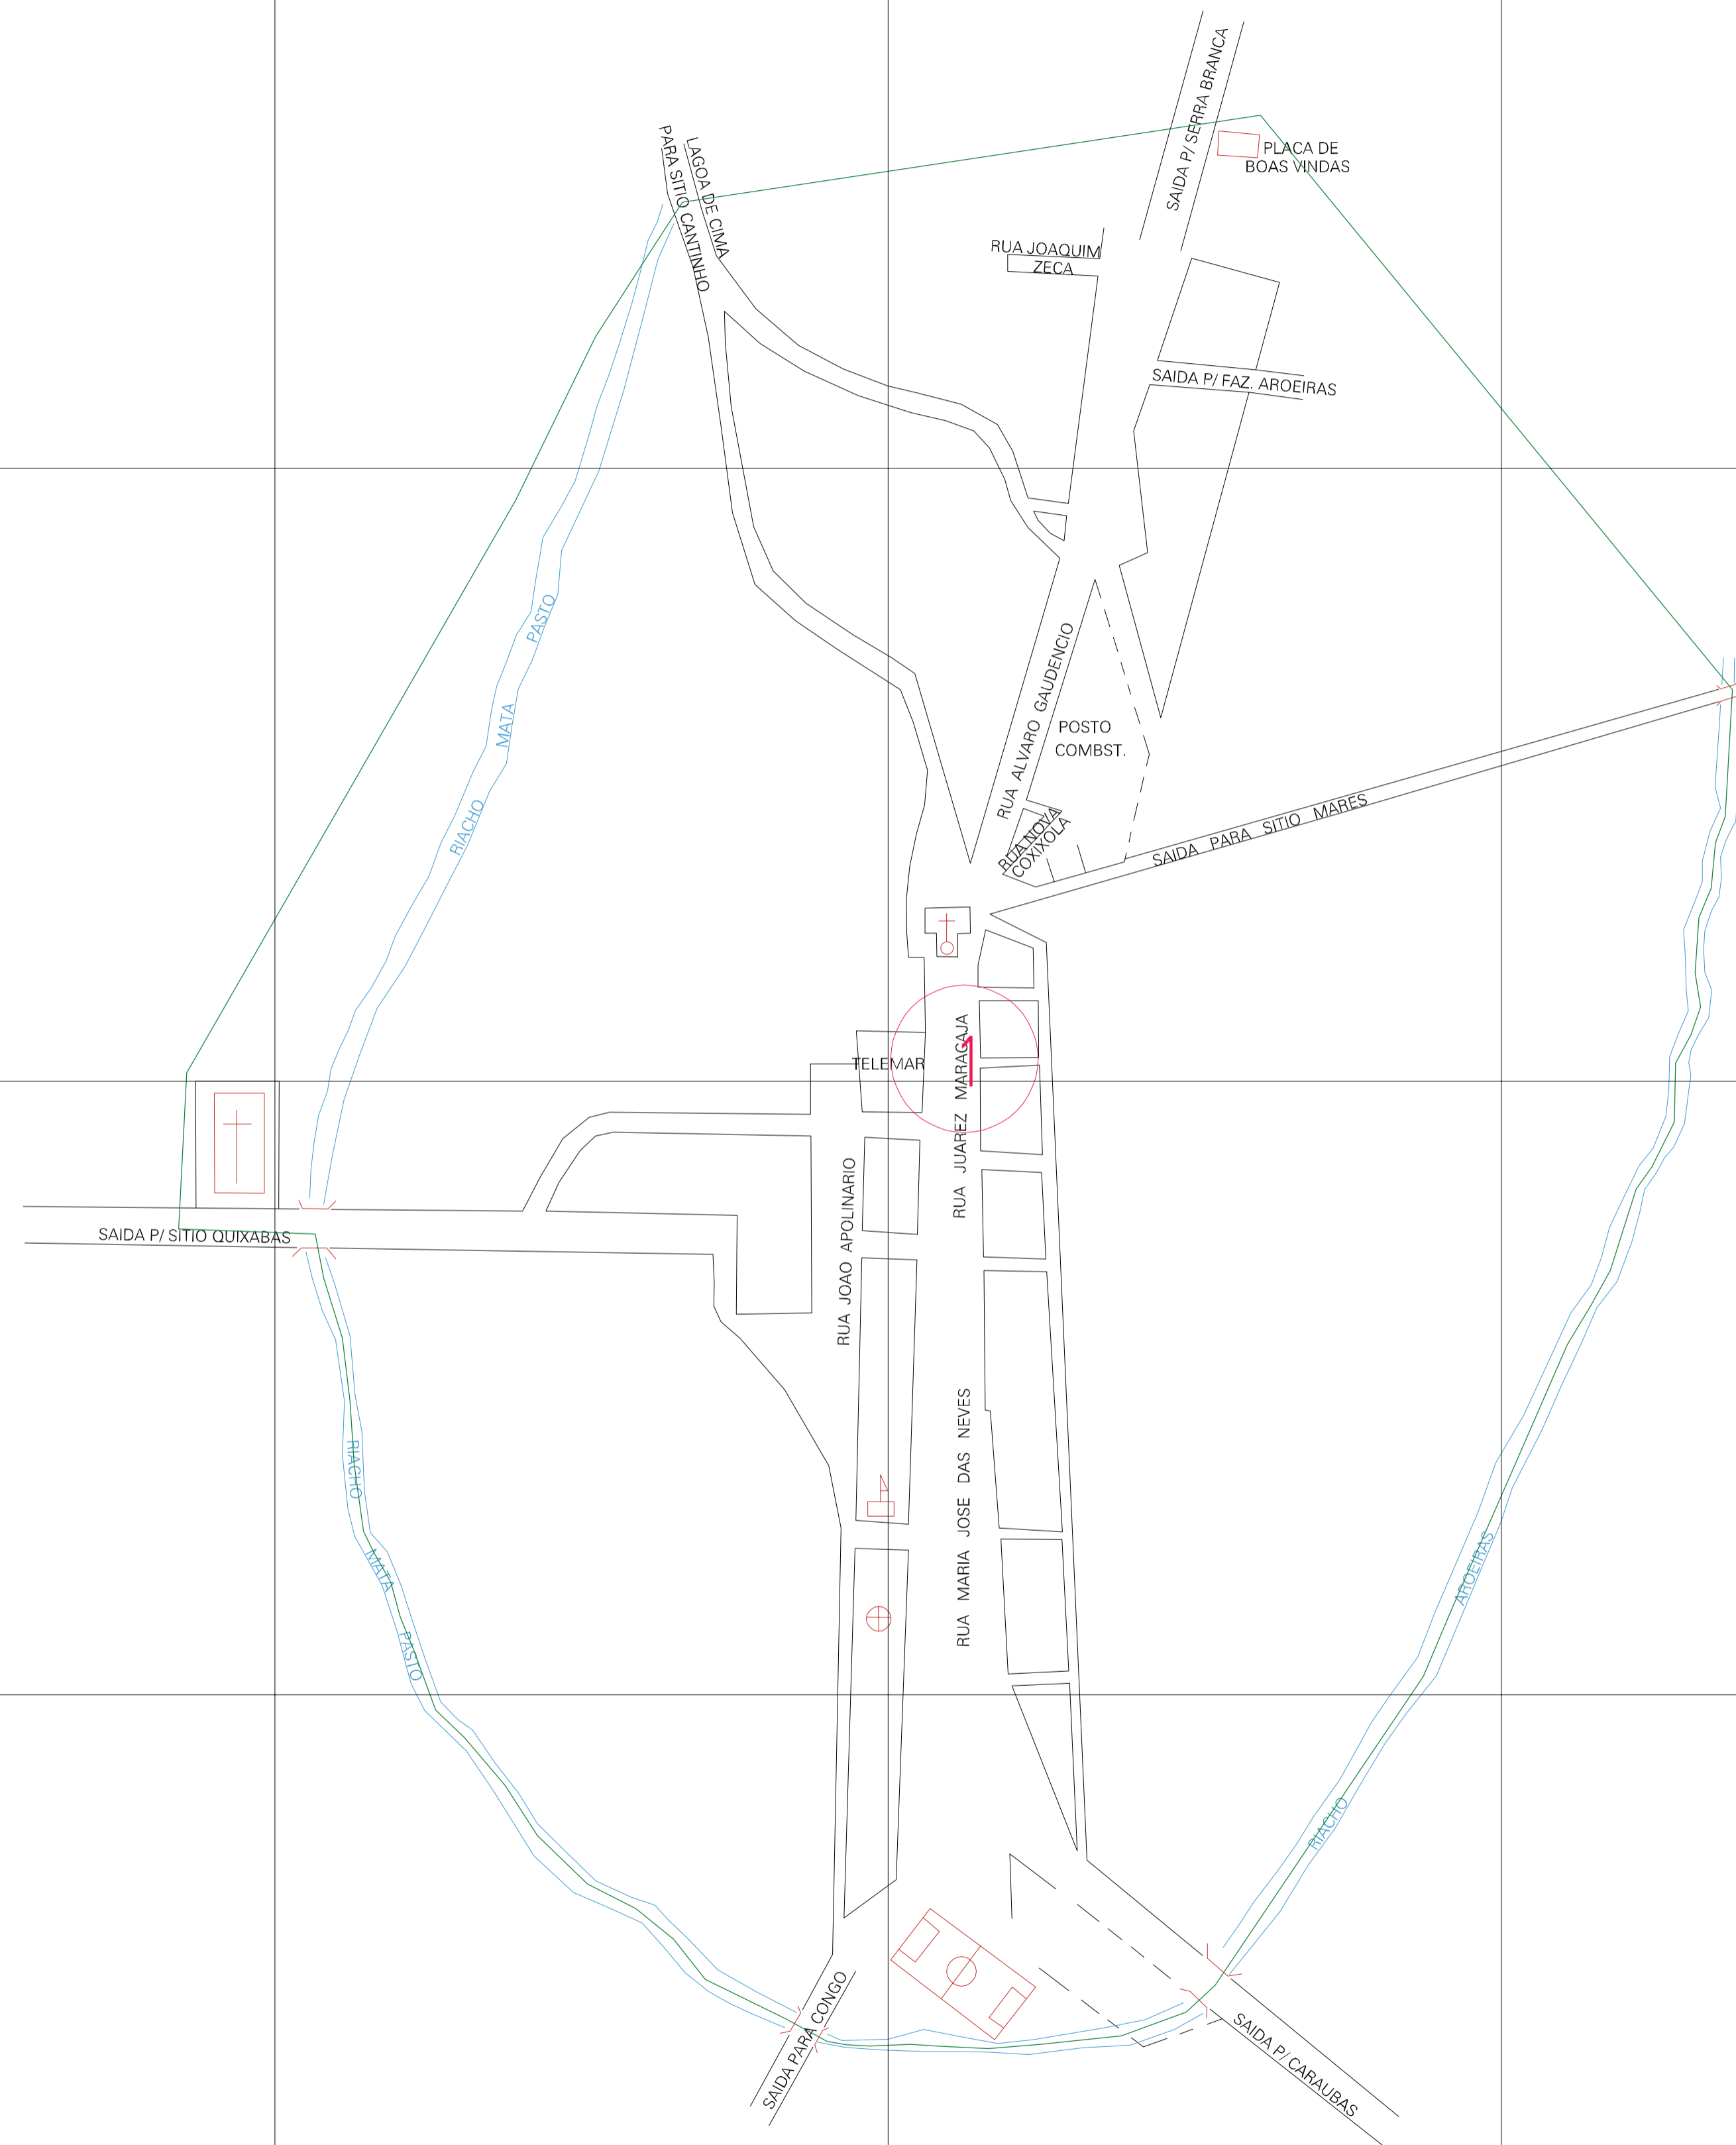 SAIDA P/ SERRA BRANCA
PLACA DE
BOAS VINDAS
LAGOA DE CIMA
PARA SITIO CANTINHO
RUA JOAQUIM
ZECA
SAIDA P/ FAZ. AROEIRAS
RIACHO MATA PASTO
RUA ALVARO GAUDENCIO
POSTO
COMBST.
RUA NOVA
COXIXOLA
SAIDA PARA SITIO MARES
TELEMAR
RUA JUAREZ MARACAJA
1
RUA JOAO APOLINARIO
SAIDA P/ SITIO QUIXABAS
RUA MARIA JOSE DAS NEVES
RIACHO MATA PASTO
RIACHO AROEIRAS
SAIDA PARA CONGO
SAIDA P/ CARAUBAS